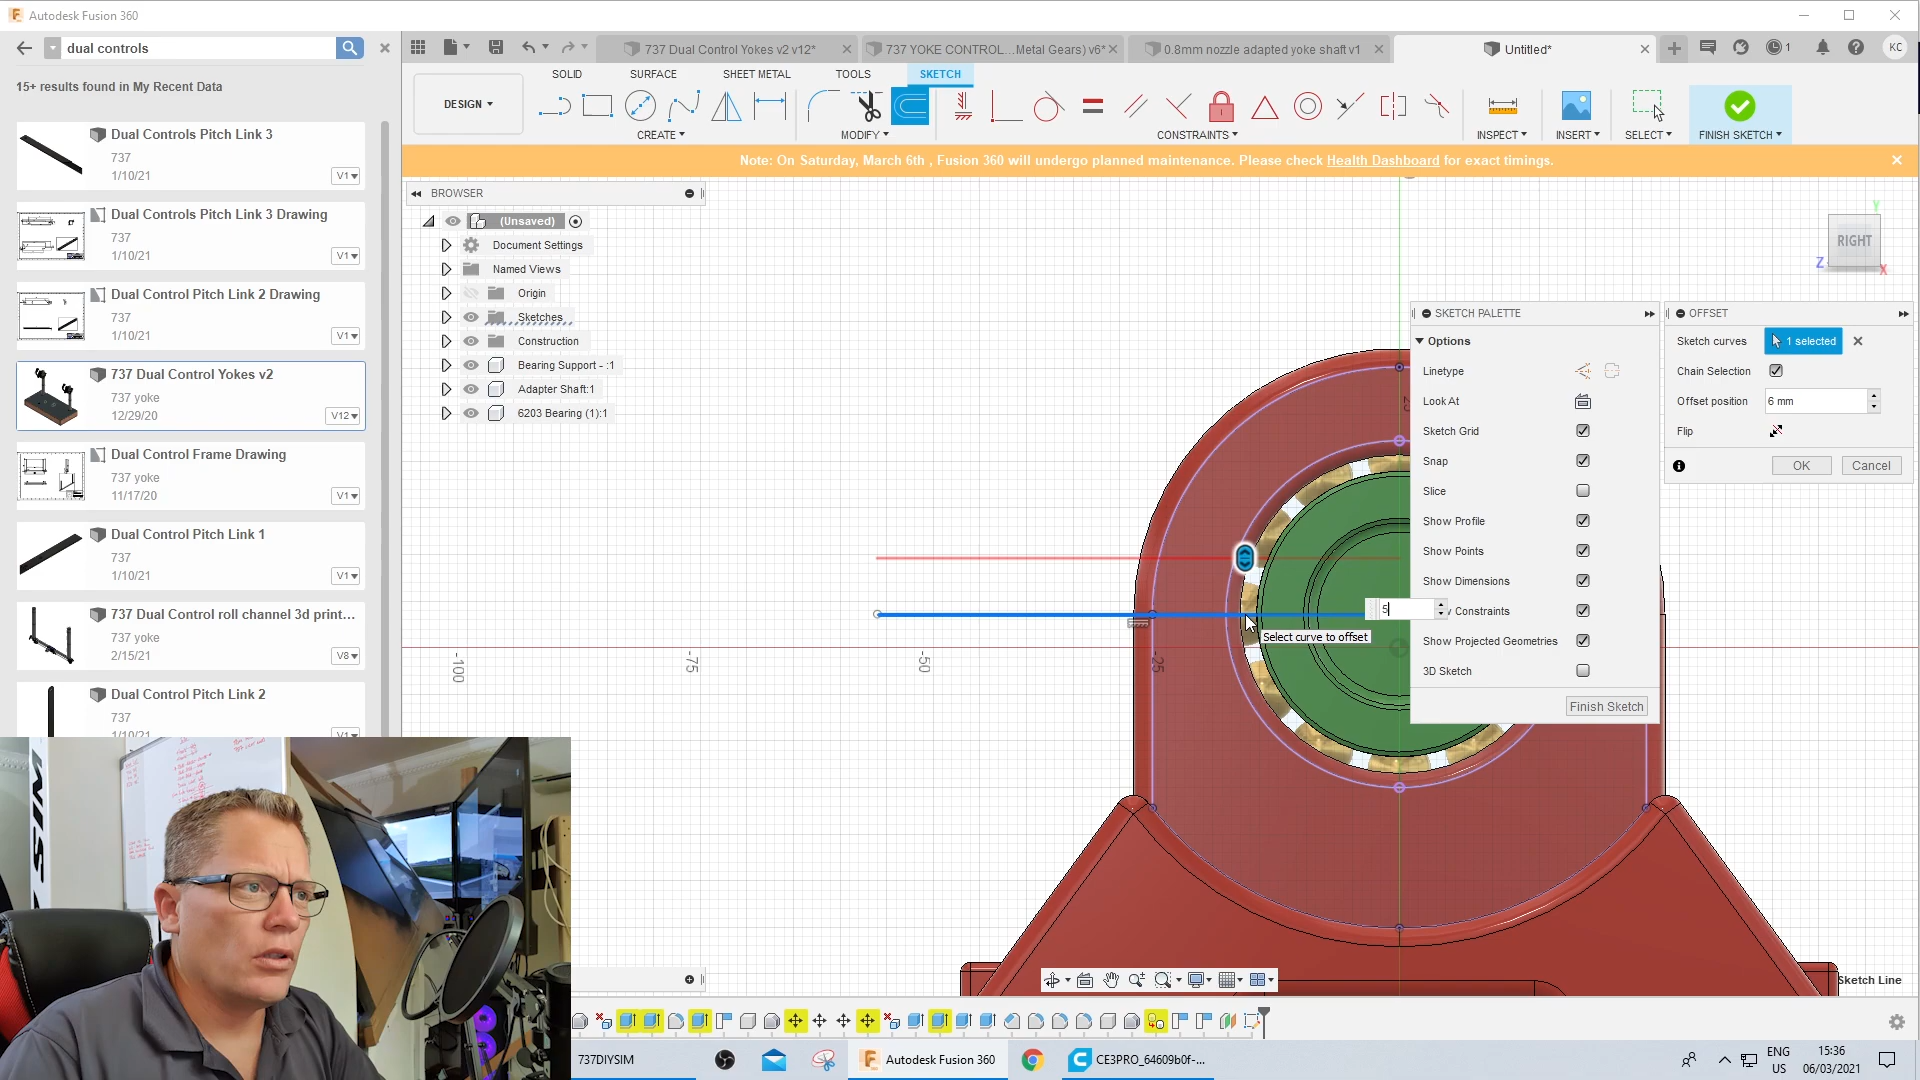 Autodesk Fusion 360
dual controls
15+ results found in My Recent Data
Dual Controls Pitch Link 3
737
1/10/21
V1
Dual Controls Pitch Link 3 Drawing
737
1/10/21
V1
Dual Control Pitch Link 2 Drawing
737
1/10/21
V1
737 Dual Control Yokes v2
737 yoke
12/29/20
V12
Dual Control Frame Drawing
737 yoke
11/17/20
V1
Dual Control Pitch Link 1
737
1/10/21
V1
737 Dual Control roll channel 3d print...
737 yoke
2/15/21
V8
Dual Control Pitch Link 2
737
1/10/21
V1
737 Dual Control Yokes v2 v12*
737 YOKE CONTROL...Metal Gears) v6*
0.8mm nozzle adapted yoke shaft v1
Untitled*
1
KC
DESIGN
SOLID
SURFACE
SHEET METAL
TOOLS
SKETCH
CREATE
MODIFY
CONSTRAINTS
INSPECT
INSERT
SELECT
FINISH SKETCH
Note: On Saturday, March 6th , Fusion 360 will undergo planned maintenance. Please check Health Dashboard for exact timings.
BROWSER
(Unsaved)
Document Settings
Named Views
Origin
Sketches
Construction
Bearing Support - :1
Adapter Shaft:1
6203 Bearing (1):1
Y
RIGHT
Z
X
-100
-75
-50
-25
25
5
Select curve to offset
SKETCH PALETTE
Options
Linetype
Look At
Sketch Grid
Snap
Slice
Show Profile
Show Points
Show Dimensions
Constraints
Show Projected Geometries
3D Sketch
Finish Sketch
OFFSET
Sketch curves
1 selected
Chain Selection
Offset position
6 mm
Flip
OK
Cancel
Sketch Line
737DIYSIM
Autodesk Fusion 360
CE3PRO_64609b0f-...
ENG
US
15:36
06/03/2021